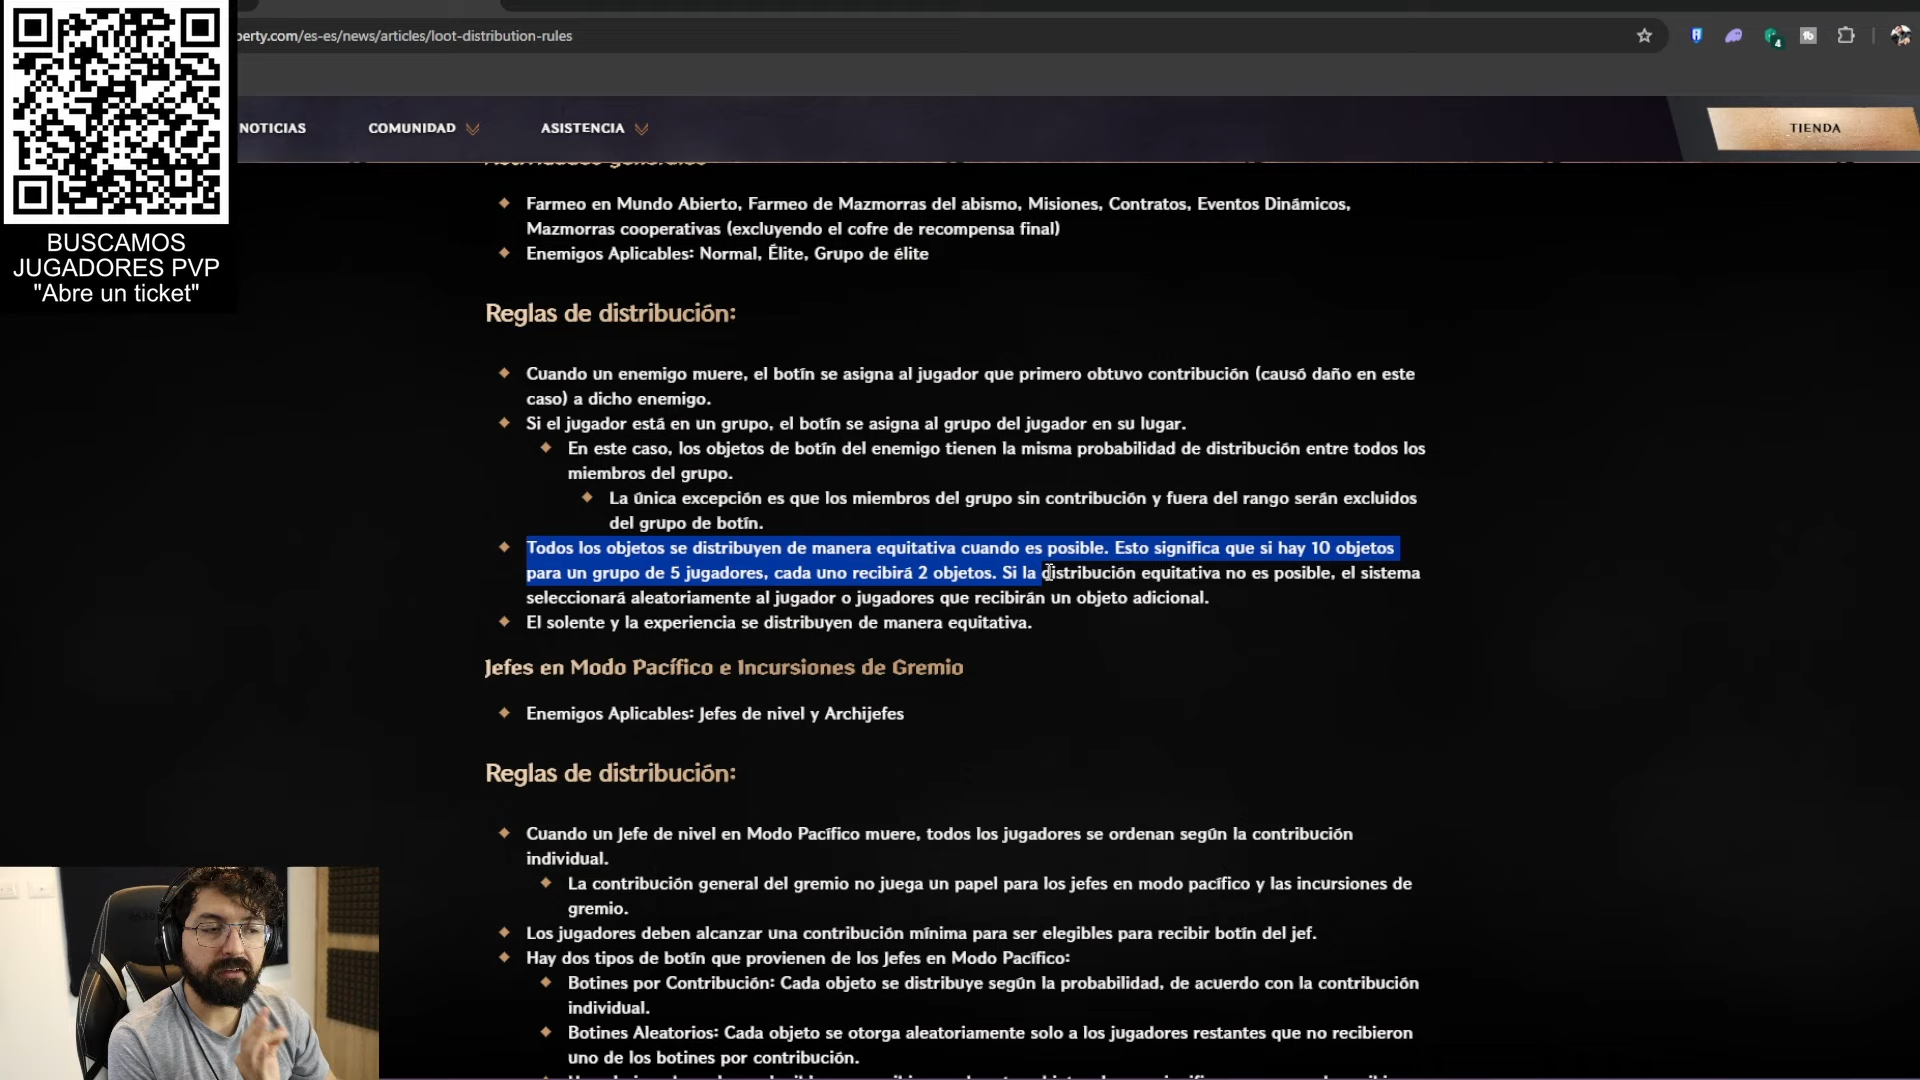 perty.com/es-es/news/articles/loot-distribution-rules
4
NOTICIAS
COMUNIDAD
ASISTENCIA
TIENDA
BUSCAMOS
JUGADORES PVP
"Abre un ticket"
Actividades generales
Farmeo en Mundo Abierto, Farmeo de Mazmorras del abismo, Misiones, Contratos, Eventos Dinámicos,
Mazmorras cooperativas (excluyendo el cofre de recompensa final)
Enemigos Aplicables: Normal, Élite, Grupo de élite
Reglas de distribución:
Cuando un enemigo muere, el botín se asigna al jugador que primero obtuvo contribución (causó daño en este
caso) a dicho enemigo.
Si el jugador está en un grupo, el botín se asigna al grupo del jugador en su lugar.
En este caso, los objetos de botín del enemigo tienen la misma probabilidad de distribución entre todos los
miembros del grupo.
La única excepción es que los miembros del grupo sin contribución y fuera del rango serán excluidos
del grupo de botín.
Todos los objetos se distribuyen de manera equitativa cuando es posible. Esto significa que si hay 10 objetos
para un grupo de 5 jugadores, cada uno recibirá 2 objetos. Si la distribución equitativa no es posible, el sistema
seleccionará aleatoriamente al jugador o jugadores que recibirán un objeto adicional.
El solente y la experiencia se distribuyen de manera equitativa.
Jefes en Modo Pacífico e Incursiones de Gremio
Enemigos Aplicables: Jefes de nivel y Archijefes
Reglas de distribución:
Cuando un Jefe de nivel en Modo Pacífico muere, todos los jugadores se ordenan según la contribución
individual.
La contribución general del gremio no juega un papel para los jefes en modo pacífico y las incursiones de
gremio.
Los jugadores deben alcanzar una contribución mínima para ser elegibles para recibir botín del jef.
Hay dos tipos de botín que provienen de los Jefes en Modo Pacífico:
Botines por Contribución: Cada objeto se distribuye según la probabilidad, de acuerdo con la contribución
individual.
Botines Aleatorios: Cada objeto se otorga aleatoriamente solo a los jugadores restantes que no recibieron
uno de los botines por contribución.